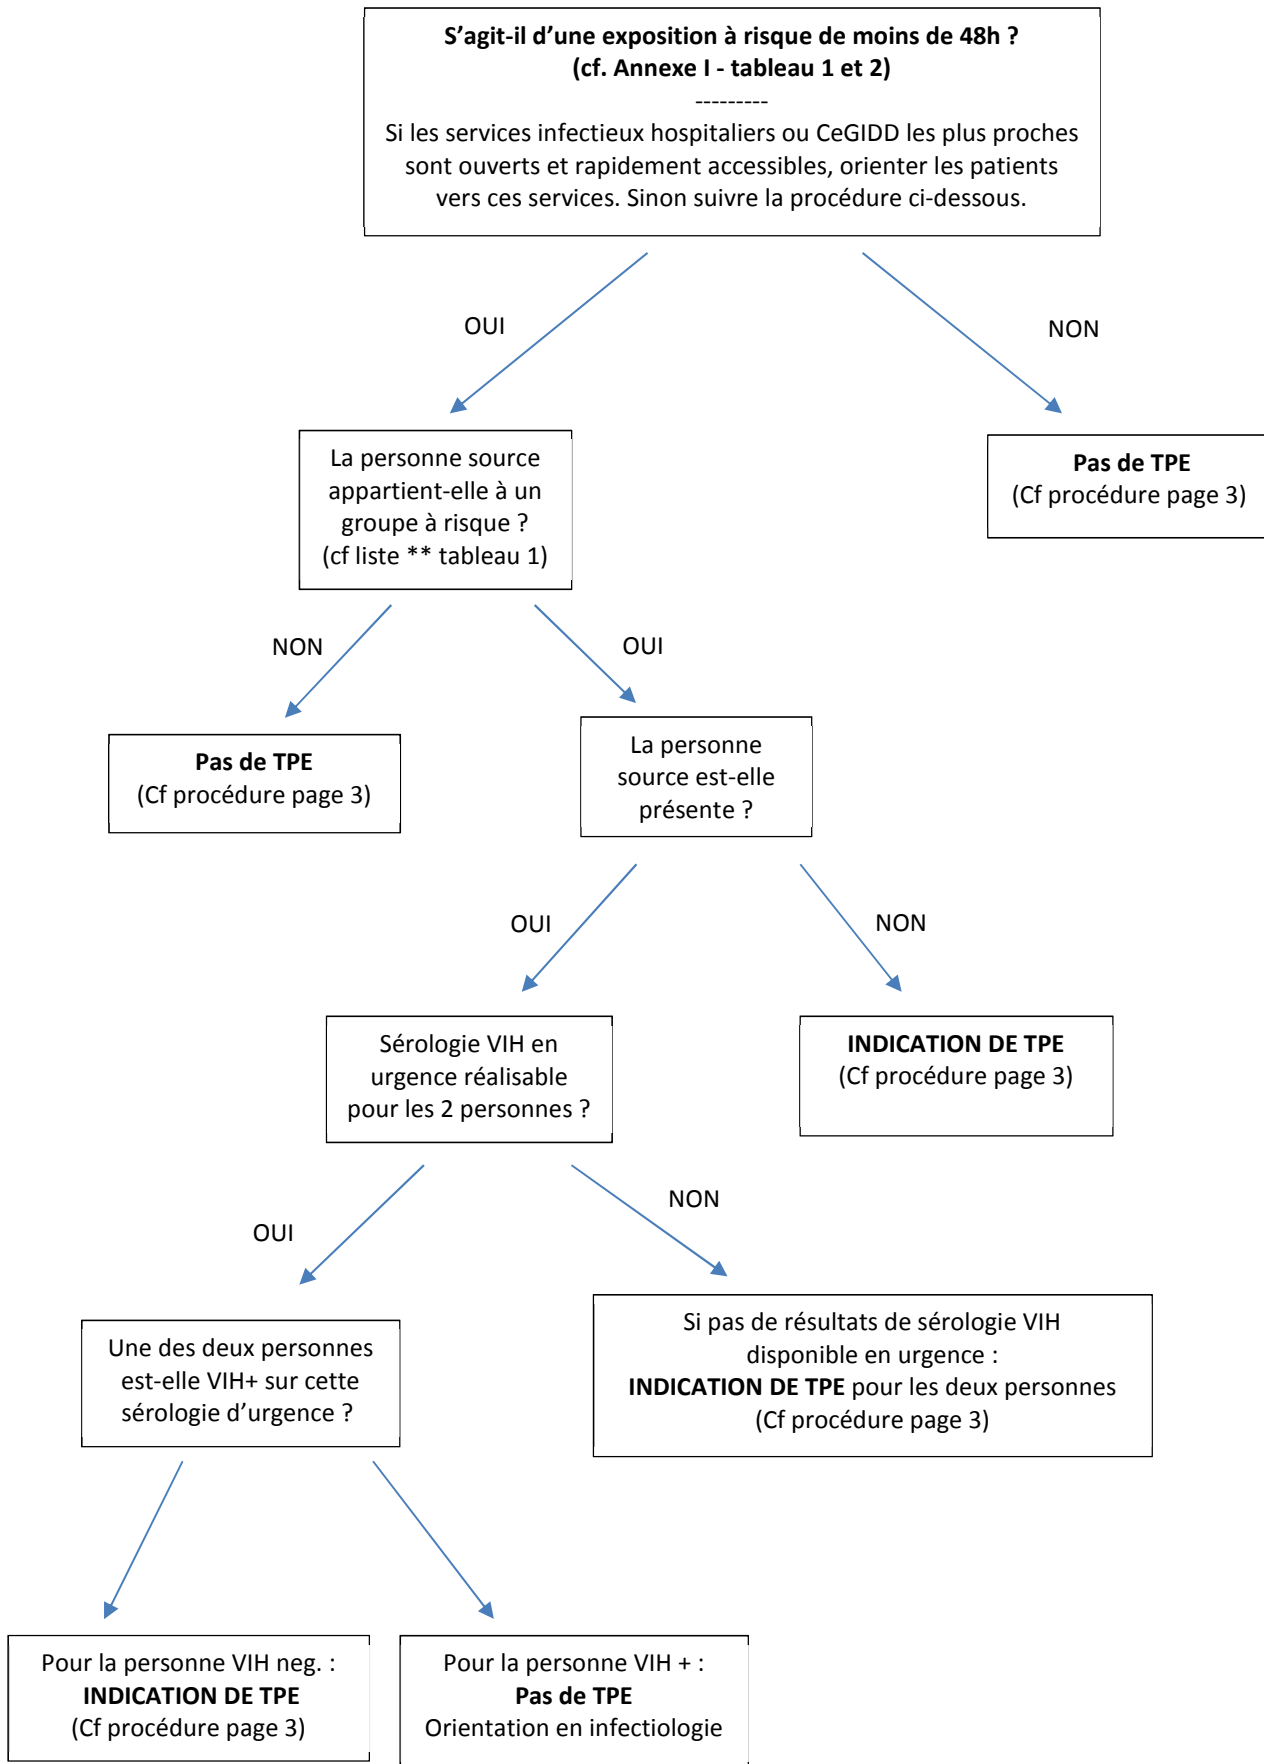 S’agit-il d’une exposition à risque de moins de 48h ?
(cf. Annexe I - tableau 1 et 2)
---------
Si les services infectieux hospitaliers ou CeGIDD les plus proches
sont ouverts et rapidement accessibles, orienter les patients
vers ces services. Sinon suivre la procédure ci-dessous.
OUI
NON
La personne source
appartient-elle à un
groupe à risque ?
(cf liste ** tableau 1)
Pas de TPE
(Cf procédure page 3)
NON
OUI
Pas de TPE
(Cf procédure page 3)
La personne
source est-elle
présente ?
OUI
NON
Sérologie VIH en
urgence réalisable
pour les 2 personnes ?
INDICATION DE TPE
(Cf procédure page 3)
OUI
NON
Une des deux personnes
est-elle VIH+ sur cette
sérologie d’urgence ?
Si pas de résultats de sérologie VIH
disponible en urgence :
INDICATION DE TPE pour les deux personnes
(Cf procédure page 3)
Pour la personne VIH neg. :
INDICATION DE TPE
(Cf procédure page 3)
Pour la personne VIH + :
Pas de TPE
Orientation en infectiologie